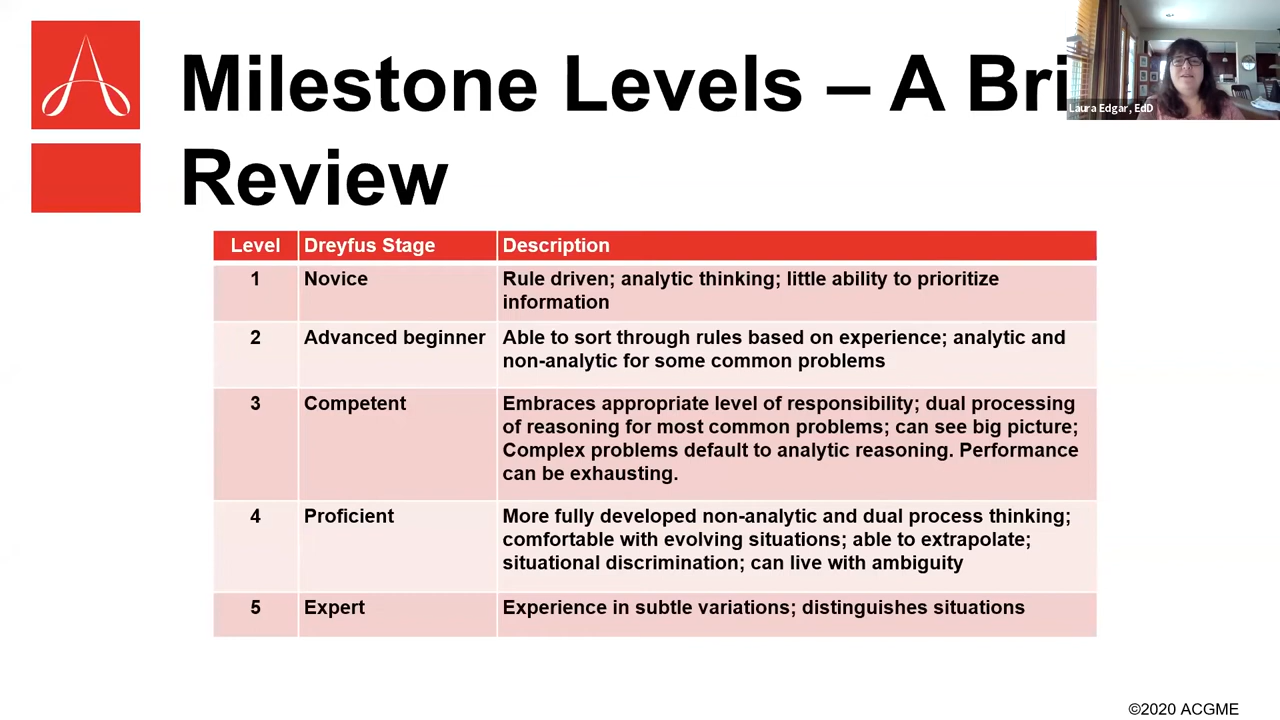 Milestone Levels – A Bri
Review
Laura Edgar, EdD
Level Dreyfus Stage Description
1 Novice Rule driven; analytic thinking; little ability to prioritize
information
2 Advanced beginner Able to sort through rules based on experience; analytic and
non-analytic for some common problems
3 Competent Embraces appropriate level of responsibility; dual processing
of reasoning for most common problems; can see big picture;
Complex problems default to analytic reasoning. Performance
can be exhausting.
4 Proficient More fully developed non-analytic and dual process thinking;
comfortable with evolving situations; able to extrapolate;
situational discrimination; can live with ambiguity
5 Expert Experience in subtle variations; distinguishes situations
©2020 ACGME